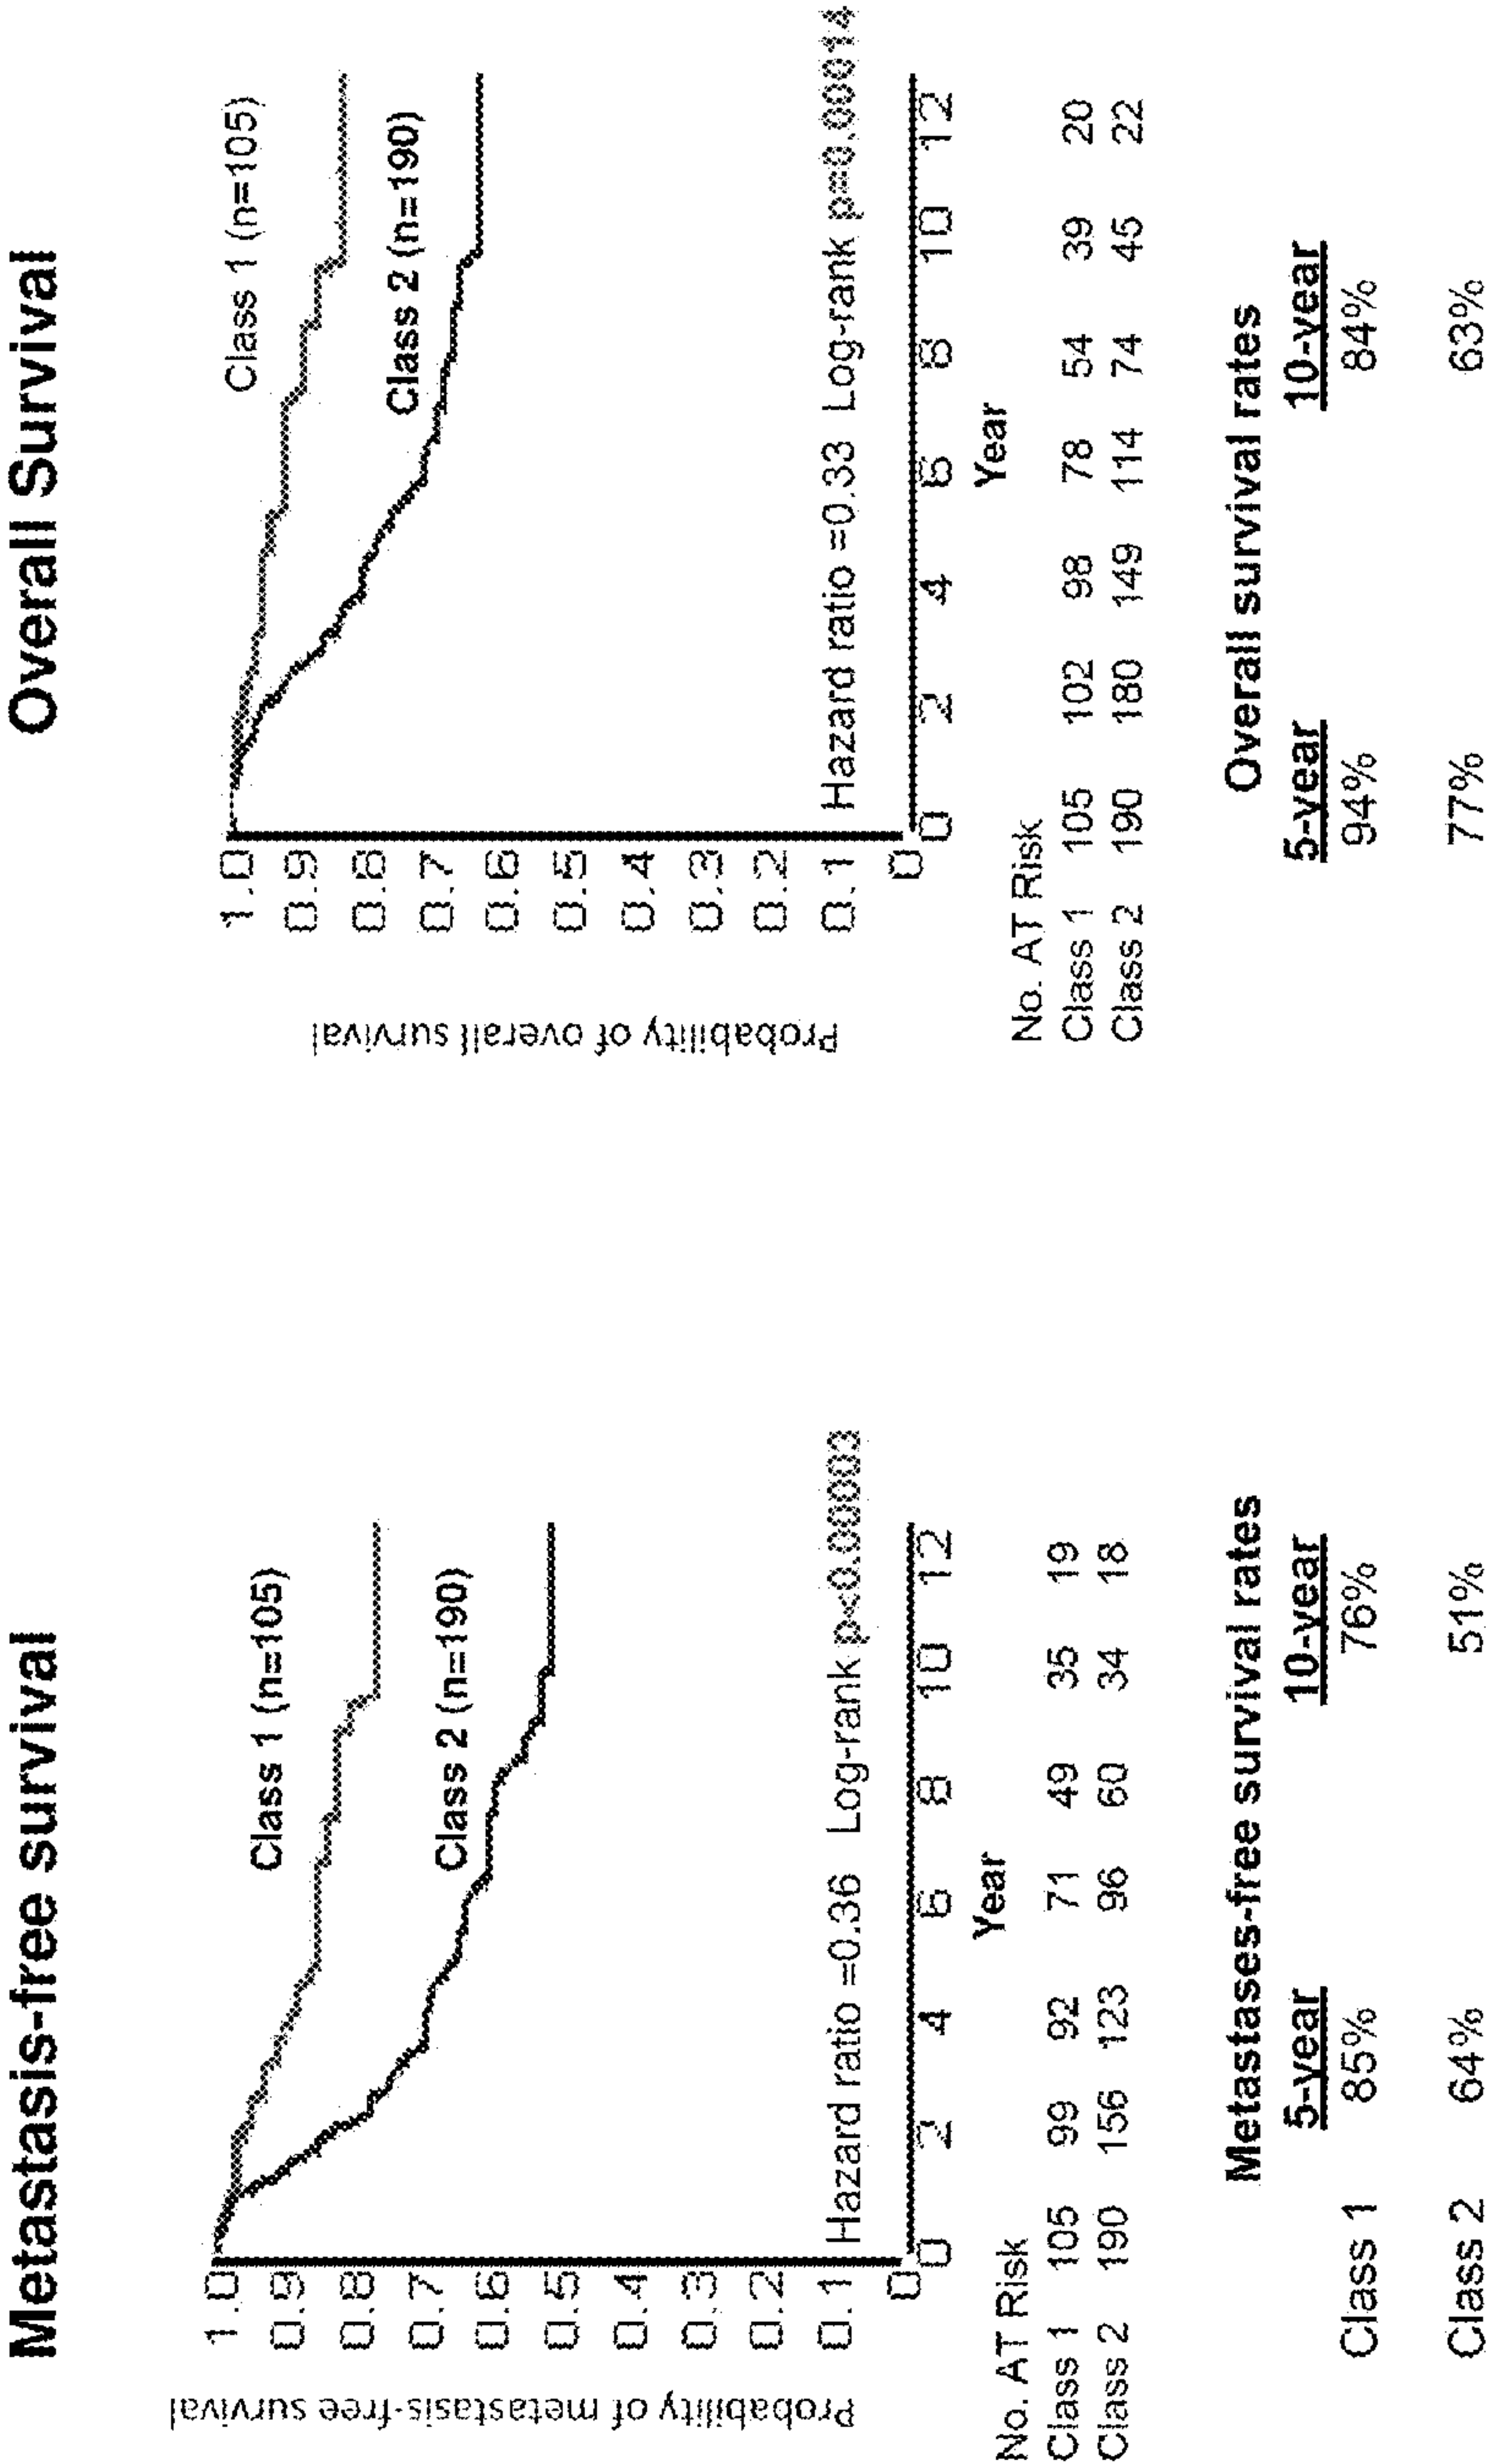 Metastasis-free survival
Probability of metastasis-free survival
1.0
0.9
0.8
0.7
0.6
0.5
0.4
0.3
0.2
0.1
0
Class 1 (n=105)
Class 2 (n=190)
Hazard ratio =0.36 Log-rank p<0.00003
0 2 4 6 8 10 12
Year
No. AT Risk
Class 1 105 99 92 71 49 35 19
Class 2 190 156 123 96 60 34 18
Metastases-free survival rates
5-year 10-year
Class 1 85% 76%
Class 2 64% 51%
Overall Survival
Probability of overall survival
1.0
0.9
0.8
0.7
0.6
0.5
0.4
0.3
0.2
0.1
0
Class 1 (n=105)
Class 2 (n=190)
Hazard ratio =0.33 Log-rank p=0.00014
0 2 4 6 8 10 12
Year
No. AT Risk
Class 1 105 102 98 78 54 39 20
Class 2 190 180 149 114 74 45 22
Overall survival rates
5-year 10-year
94% 84%
77% 63%